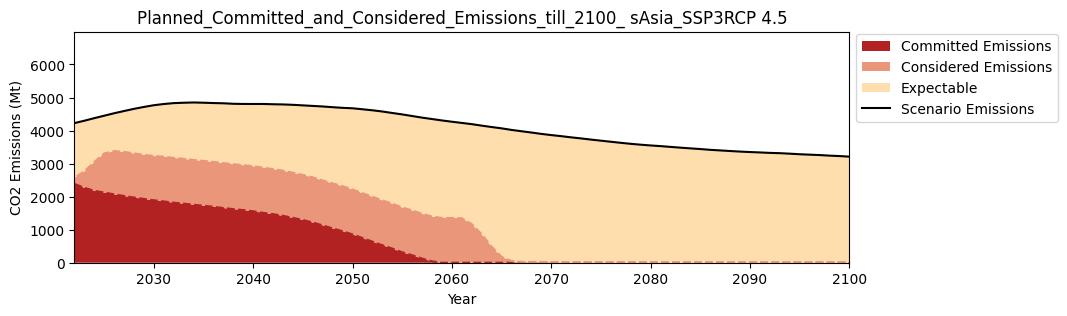 Planned_Committed_and_Considered_Emissions_till_2100_ sAsia_SSP3RCP 4.5
CO2 Emissions (Mt)
6000
5000
4000
3000
2000
1000
0
2030 2040 2050 2060 2070 2080 2090 2100
Year
Committed Emissions
Considered Emissions
Expectable
Scenario Emissions